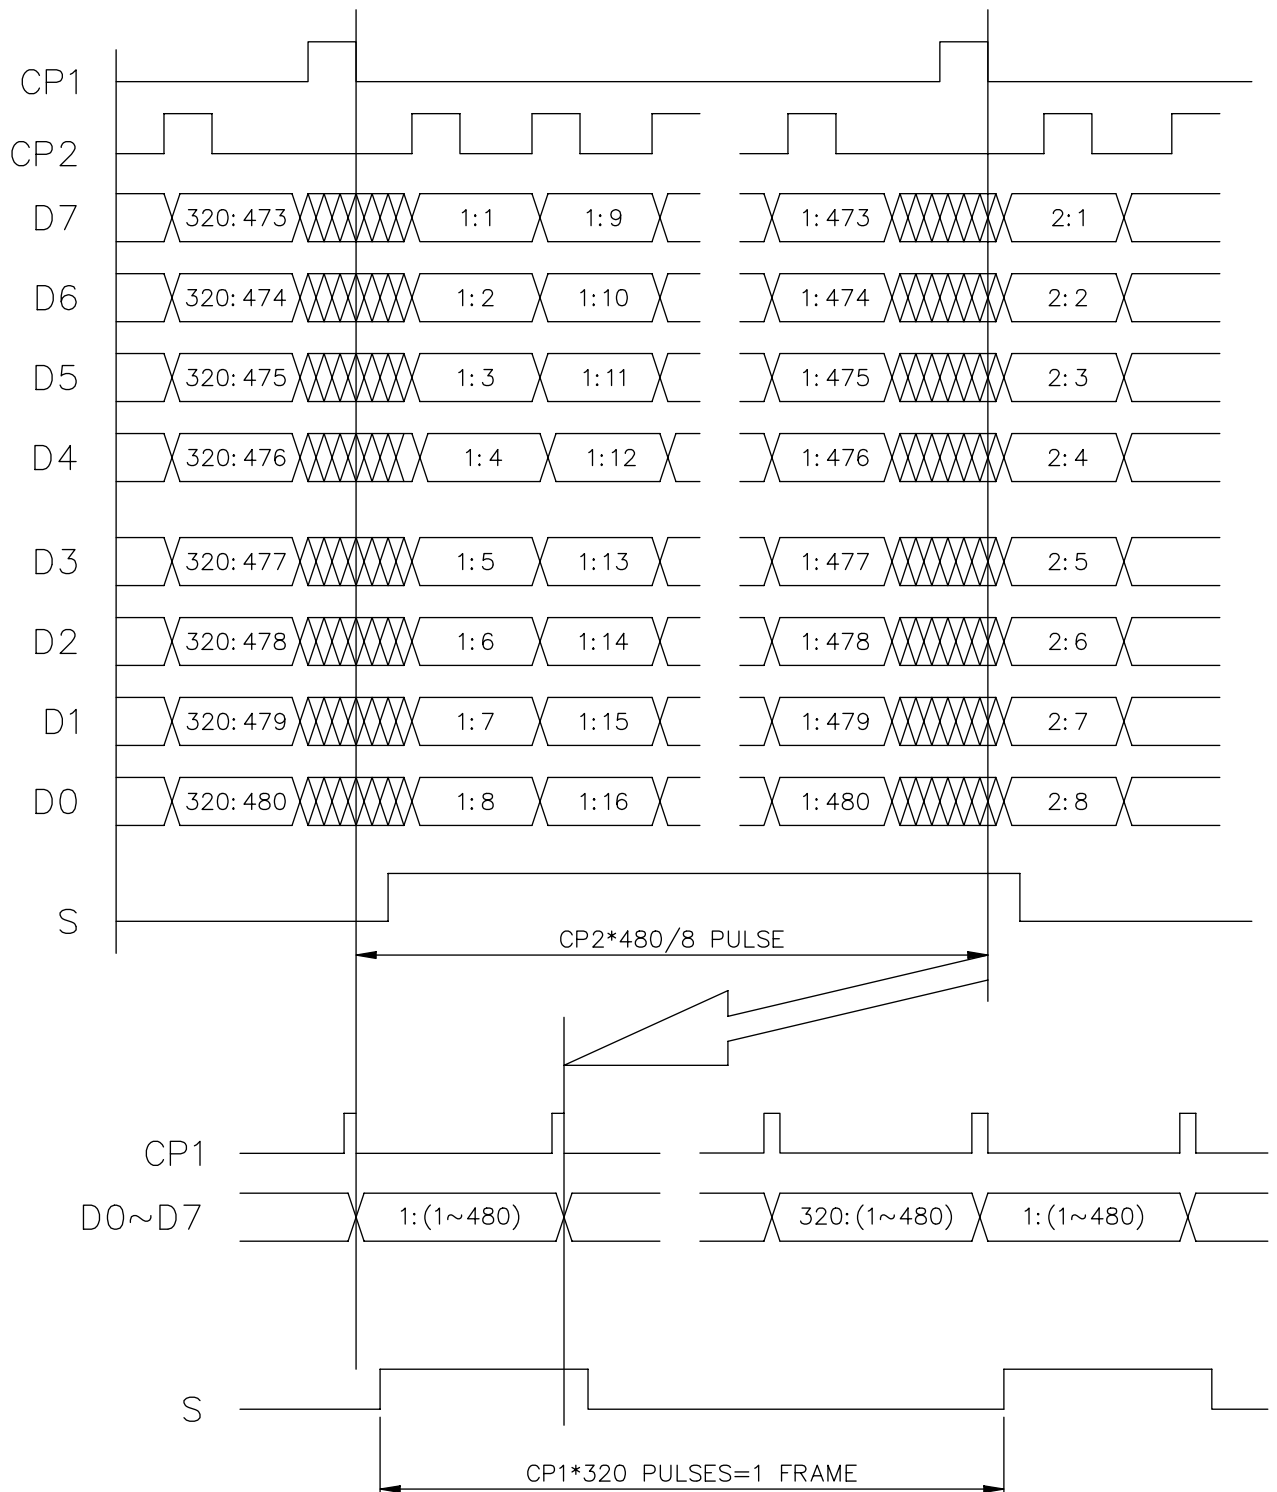 CP1
CP2
D7 320:473 1:1 1:9 1:473 2:1
D6 320:474 1:2 1:10 1:474 2:2
D5 320:475 1:3 1:11 1:475 2:3
D4 320:476 1:4 1:12 1:476 2:4
D3 320:477 1:5 1:13 1:477 2:5
D2 320:478 1:6 1:14 1:478 2:6
D1 320:479 1:7 1:15 1:479 2:7
D0 320:480 1:8 1:16 1:480 2:8
S
CP2*480/8 PULSE
CP1
D0~D7 1:(1~480) 320:(1~480) 1:(1~480)
S
CP1*320 PULSES=1 FRAME